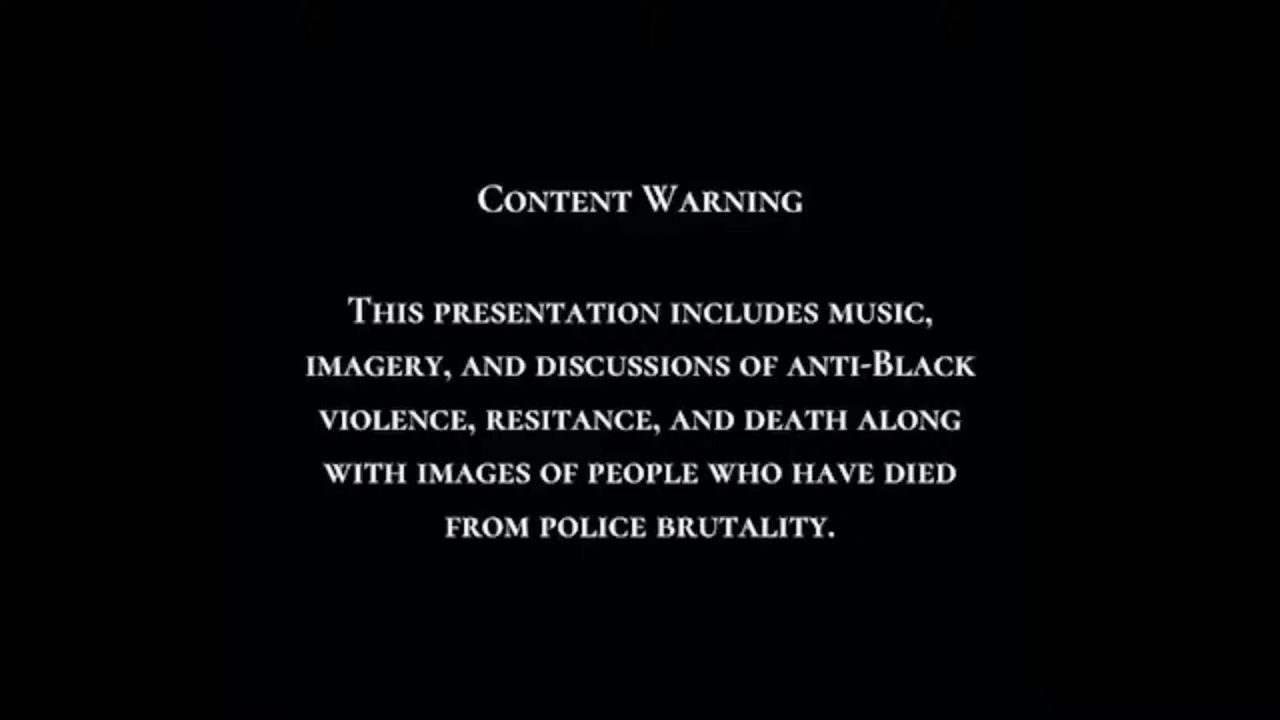 Content Warning
This presentation includes music,
imagery, and discussions of anti-Black
violence, resitance, and death along
with images of people who have died
from police brutality.